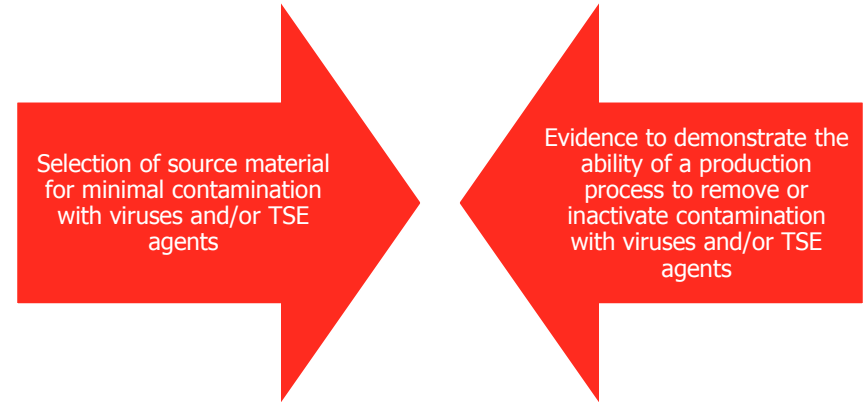 Selection of source material
for minimal contamination
with viruses and/or TSE
agents
Evidence to demonstrate the
ability of a production
process to remove or
inactivate contamination
with viruses and/or TSE
agents